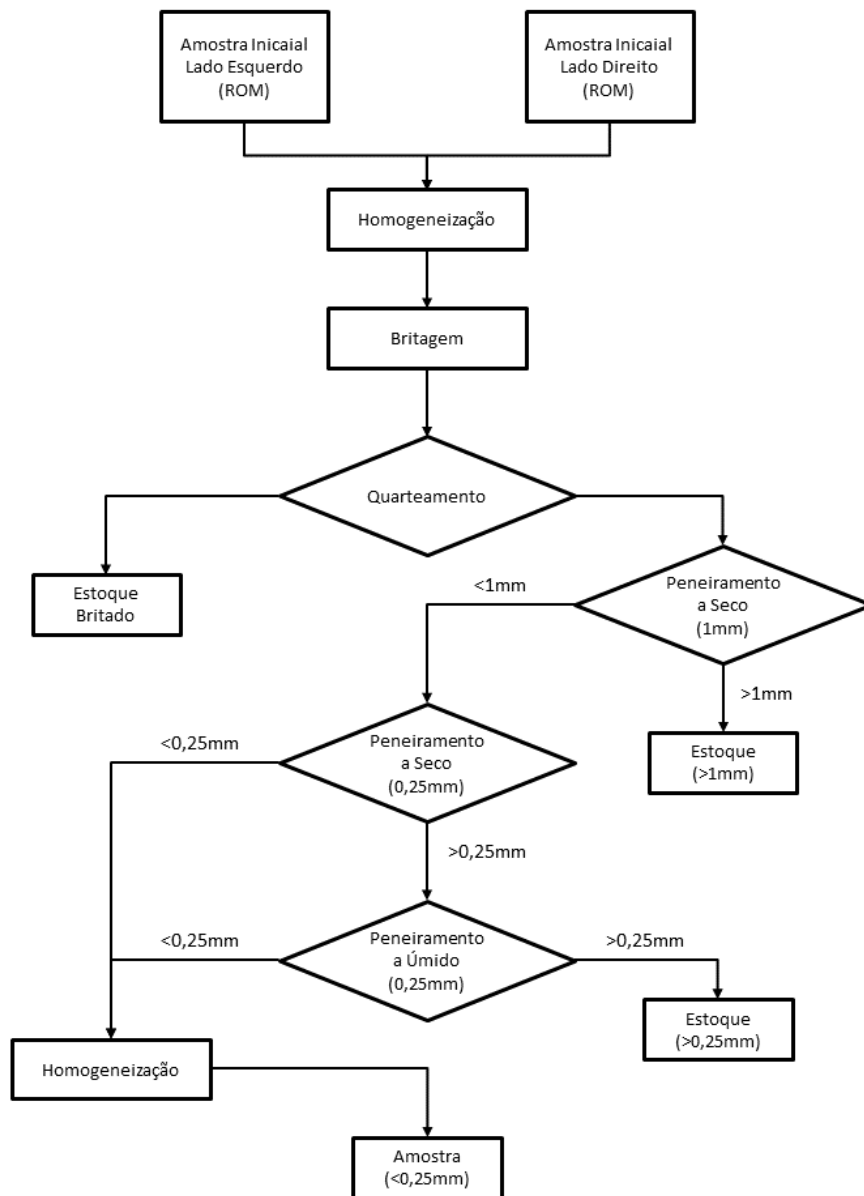 Amostra Inicaial
Lado Esquerdo
(ROM)
Amostra Inicaial
Lado Direito
(ROM)
Homogeneização
Britagem
Quarteamento
Estoque
Britado
<1mm
Peneiramento
a Seco
(1mm)
>1mm
Estoque
(>1mm)
<0,25mm
Peneiramento
a Seco
(0,25mm)
>0,25mm
<0,25mm
Peneiramento
a Úmido
(0,25mm)
>0,25mm
Estoque
(>0,25mm)
Homogeneização
Amostra
(<0,25mm)